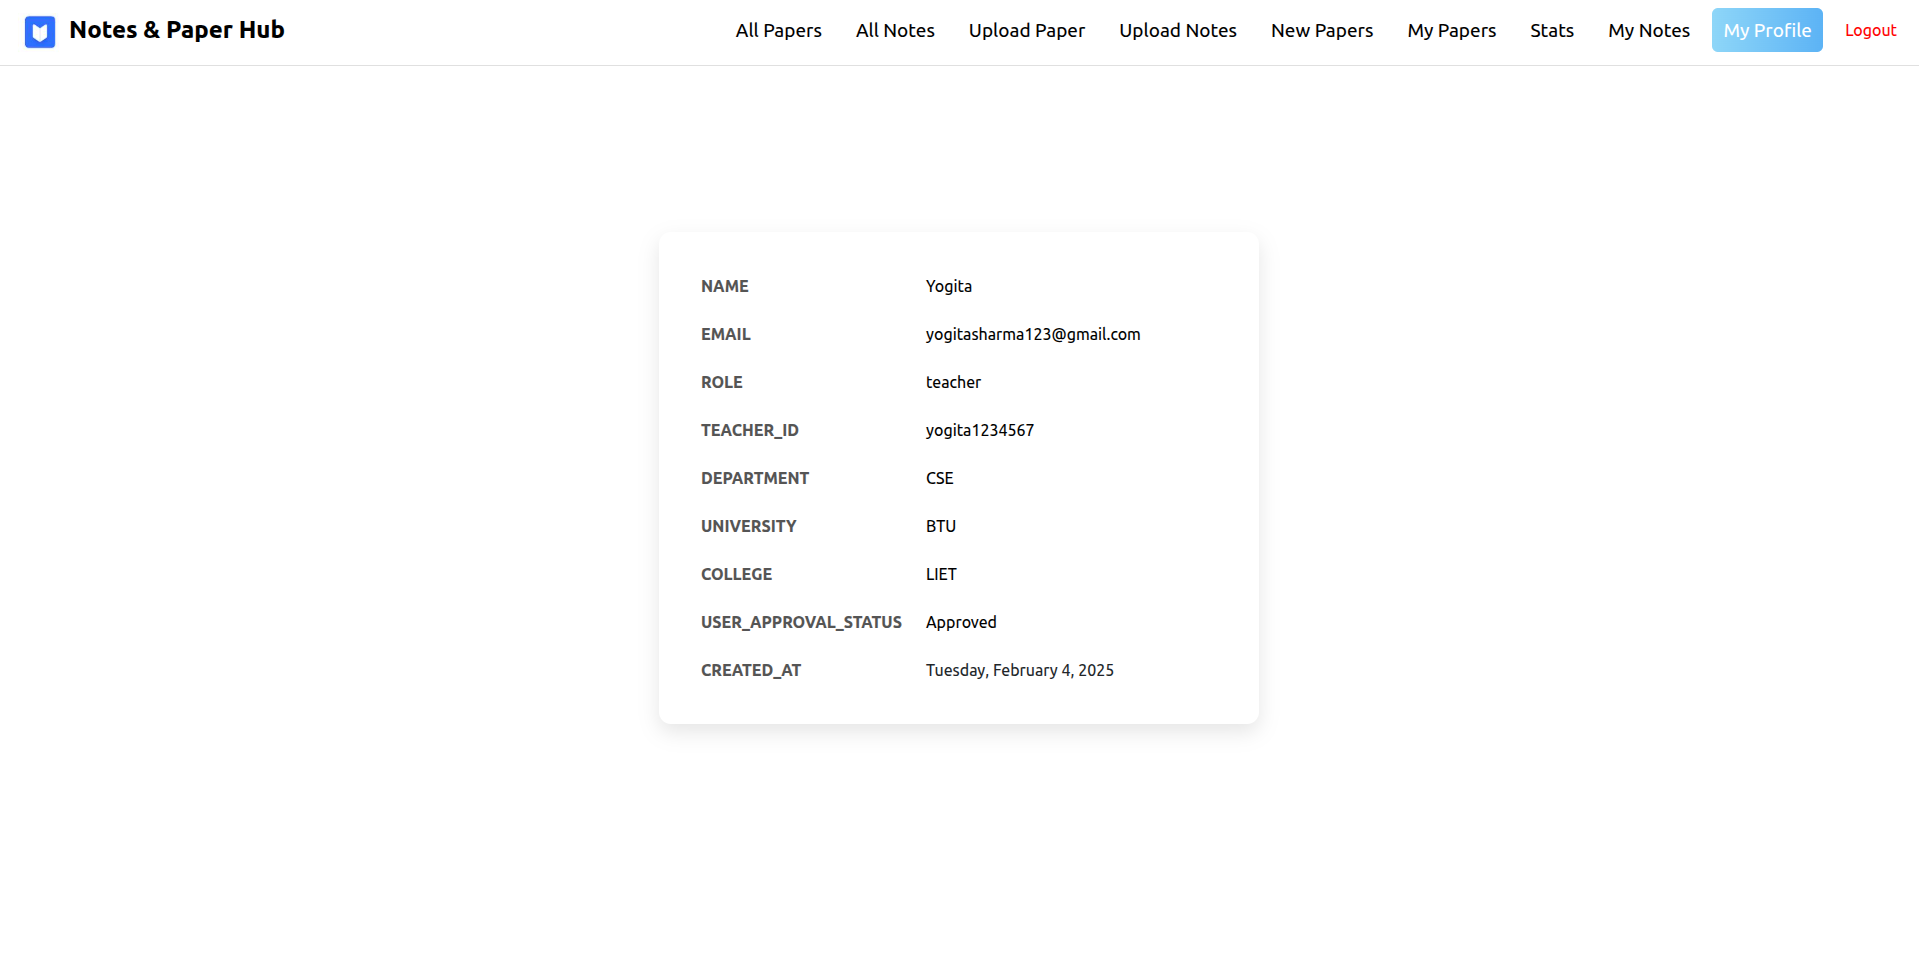 Notes & Paper Hub All Papers All Notes Upload Paper Upload Notes New Papers My Papers Stats My Notes My Profile Logout
NAME Yogita
EMAIL yogitasharma123@gmail.com
ROLE teacher
TEACHER_ID yogita1234567
DEPARTMENT CSE
UNIVERSITY BTU
COLLEGE LIET
USER_APPROVAL_STATUS Approved
CREATED_AT Tuesday, February 4, 2025